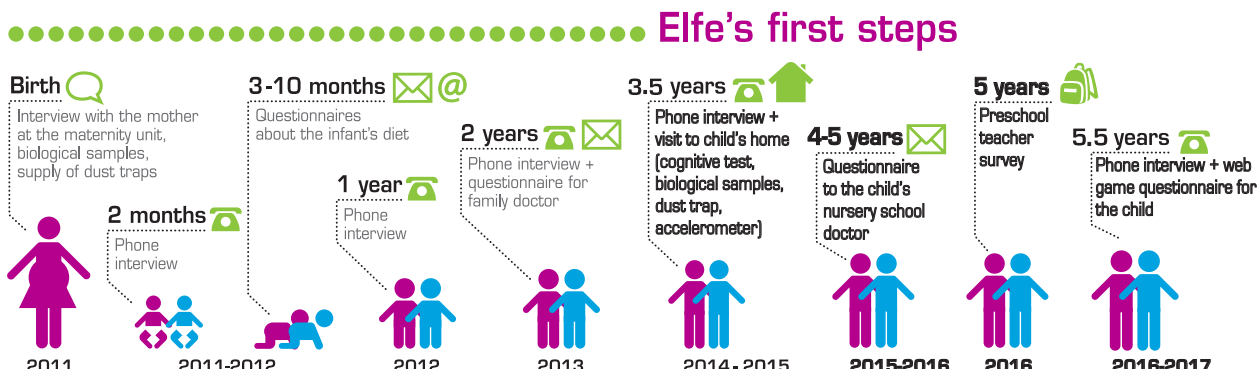 Elfe's first steps
Birth
Interview with the mother
at the maternity unit,
biological samples,
supply of dust traps
2 months
Phone
interview
3-10 months
@
Questionnaires
about the infant's diet
1 year
Phone
interview
2 years
Phone interview +
questionnaire for
family doctor
3.5 years
Phone interview +
visit to child's home
(cognitive test,
biological samples,
dust trap,
accelerometer)
4-5 years
Questionnaire
to the child's
nursery school
doctor
5 years
Preschool
teacher
survey
5.5 years
Phone interview + web
game questionnaire for
the child
2011
2011-2012
2012
2013
2014-2015
2015-2016
2016
2016-2017